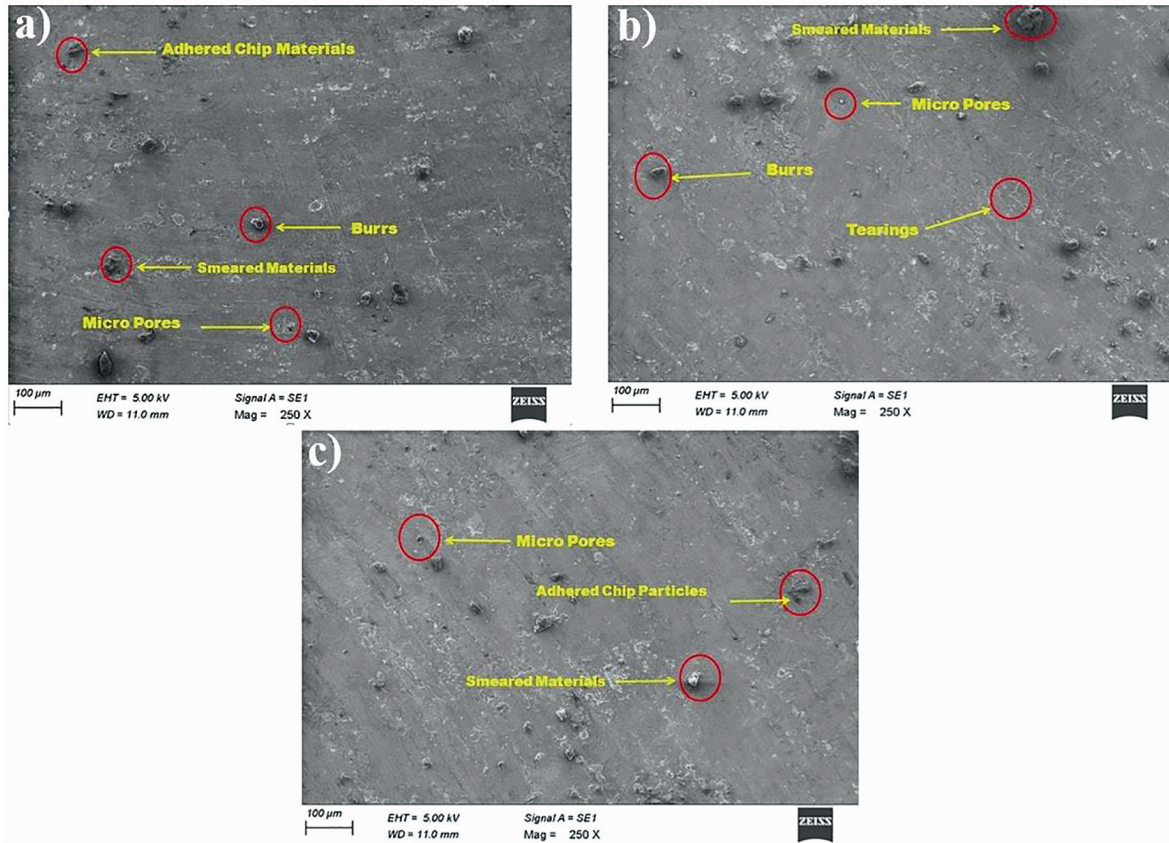 a)
Adhered Chip Materials
Burrs
Smeared Materials
Micro Pores
100 µm
EHT = 5.00 kV
Signal A = SE1
WD = 11.0 mm
Mag = 250 X
ZEISS
b)
Smeared Materials
Micro Pores
Burrs
Tearings
100 µm
EHT = 5.00 kV
Signal A = SE1
WD = 11.0 mm
Mag = 250 X
ZEISS
c)
Micro Pores
Adhered Chip Particles
Smeared Materials
100 µm
EHT = 5.00 kV
Signal A = SE1
WD = 11.0 mm
Mag = 250 X
ZEISS